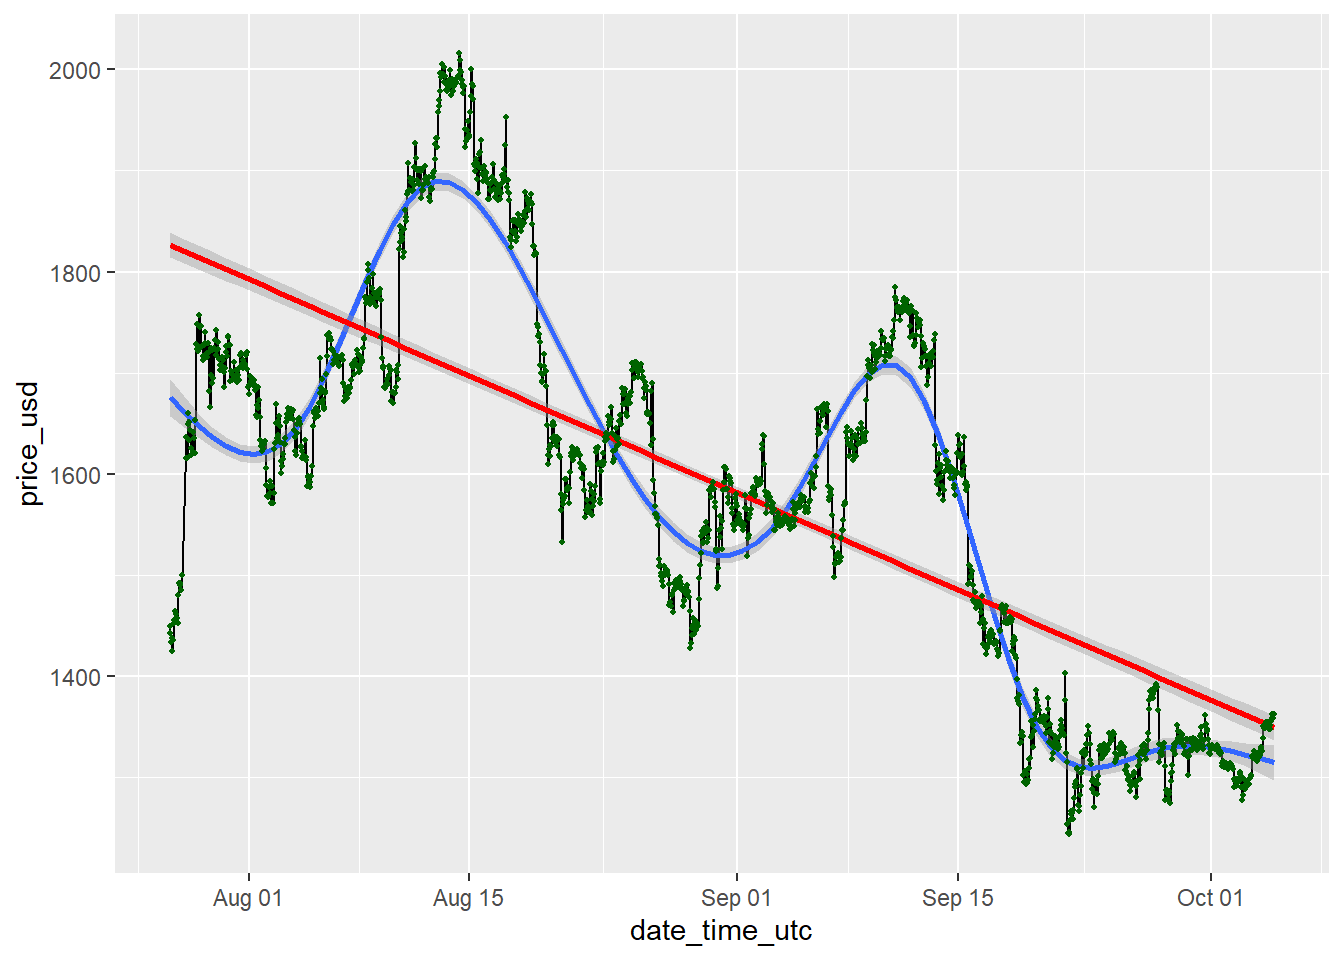 price_usd
2000
1800
1600
1400
Aug 01
Aug 15
Sep 01
Sep 15
Oct 01
date_time_utc